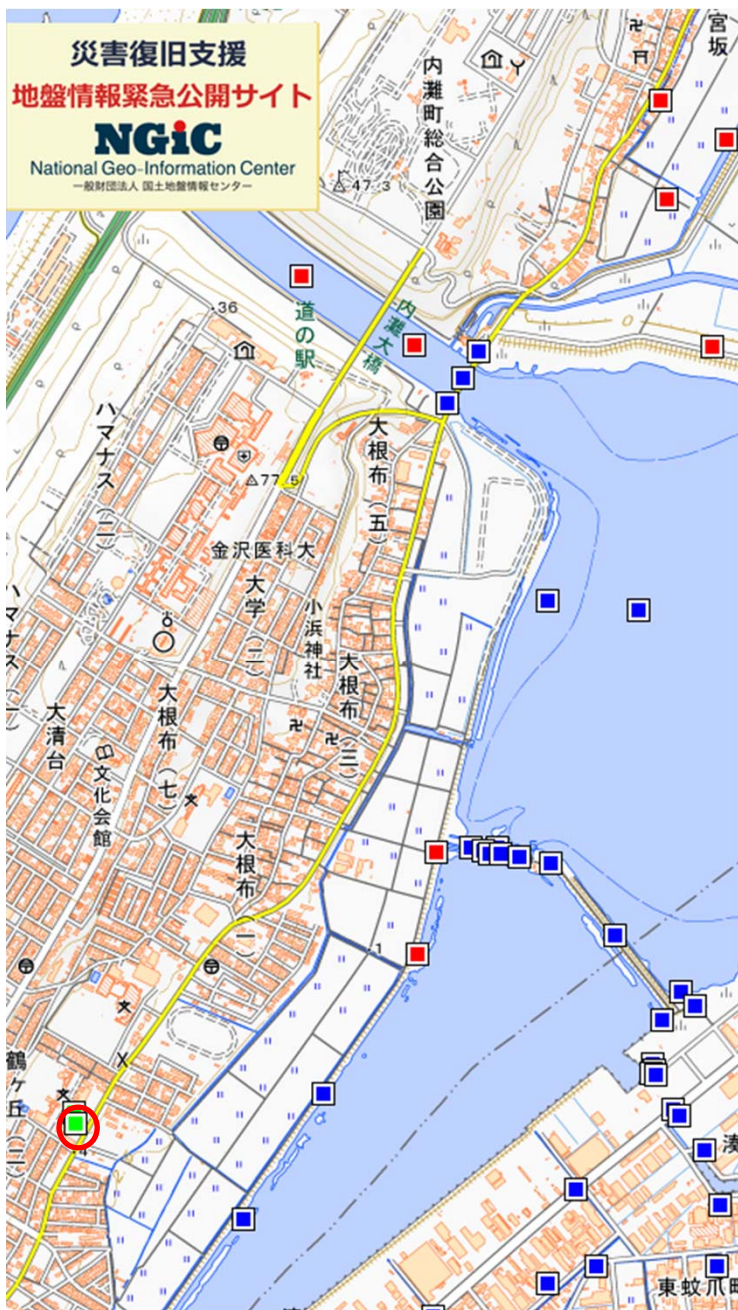 災害復旧支援
地盤情報緊急公開サイト
NGiC
National Geo-Information Center
一般財団法人 国土地盤情報センター
宮坂
内灘町総合公園
47.3
36
道の駅
内灘大橋
ハマナス(二)
大根布(五)
77.5
金沢医科大
大学(二)
小浜神社
大根布(三)
ハマナス(一)
大清台
大根布(七)
文化会館
大根布(一)
-1
鶴ケ丘(二)
X
湊
東蚊爪町